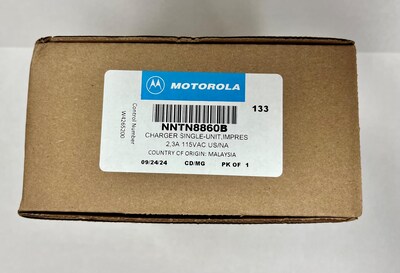 MOTOROLA
133
Control Number
W4265200
NNTN8860B
CHARGER SINGLE-UNIT,IMPRES
2,3A 115VAC US/NA
COUNTRY OF ORIGIN: MALAYSIA
09/24/24 CD/MG PK OF 1